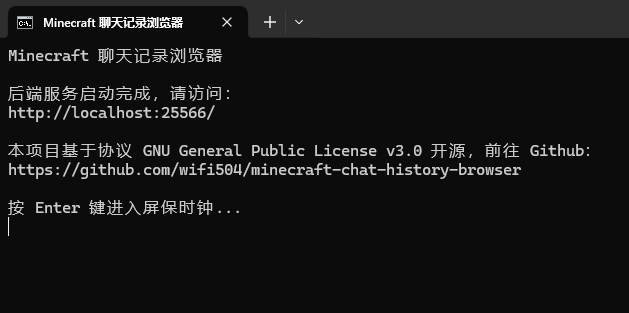 Minecraft 聊天记录浏览器
Minecraft 聊天记录浏览器
后端服务启动完成，请访问：
http://localhost:25566/
本项目基于协议 GNU General Public License v3.0 开源，前往 Github：
https://github.com/wifi504/minecraft-chat-history-browser
按 Enter 键进入屏保时钟...